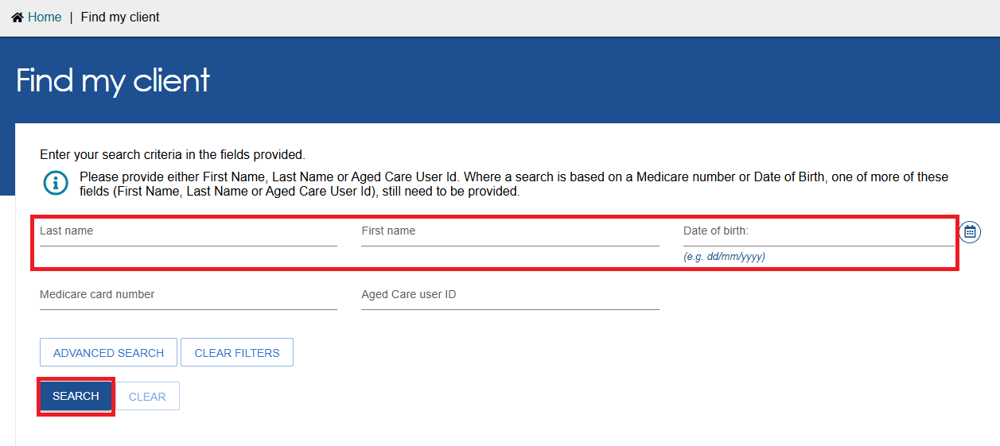 Home | Find my client
Find my client
Enter your search criteria in the fields provided.
Please provide either First Name, Last Name or Aged Care User Id. Where a search is based on a Medicare number or Date of Birth, one of more of these
fields (First Name, Last Name or Aged Care User Id), still need to be provided.
Last name First name Date of birth:
(e.g. dd/mm/yyyy)
Medicare card number Aged Care user ID
ADVANCED SEARCH CLEAR FILTERS
SEARCH CLEAR